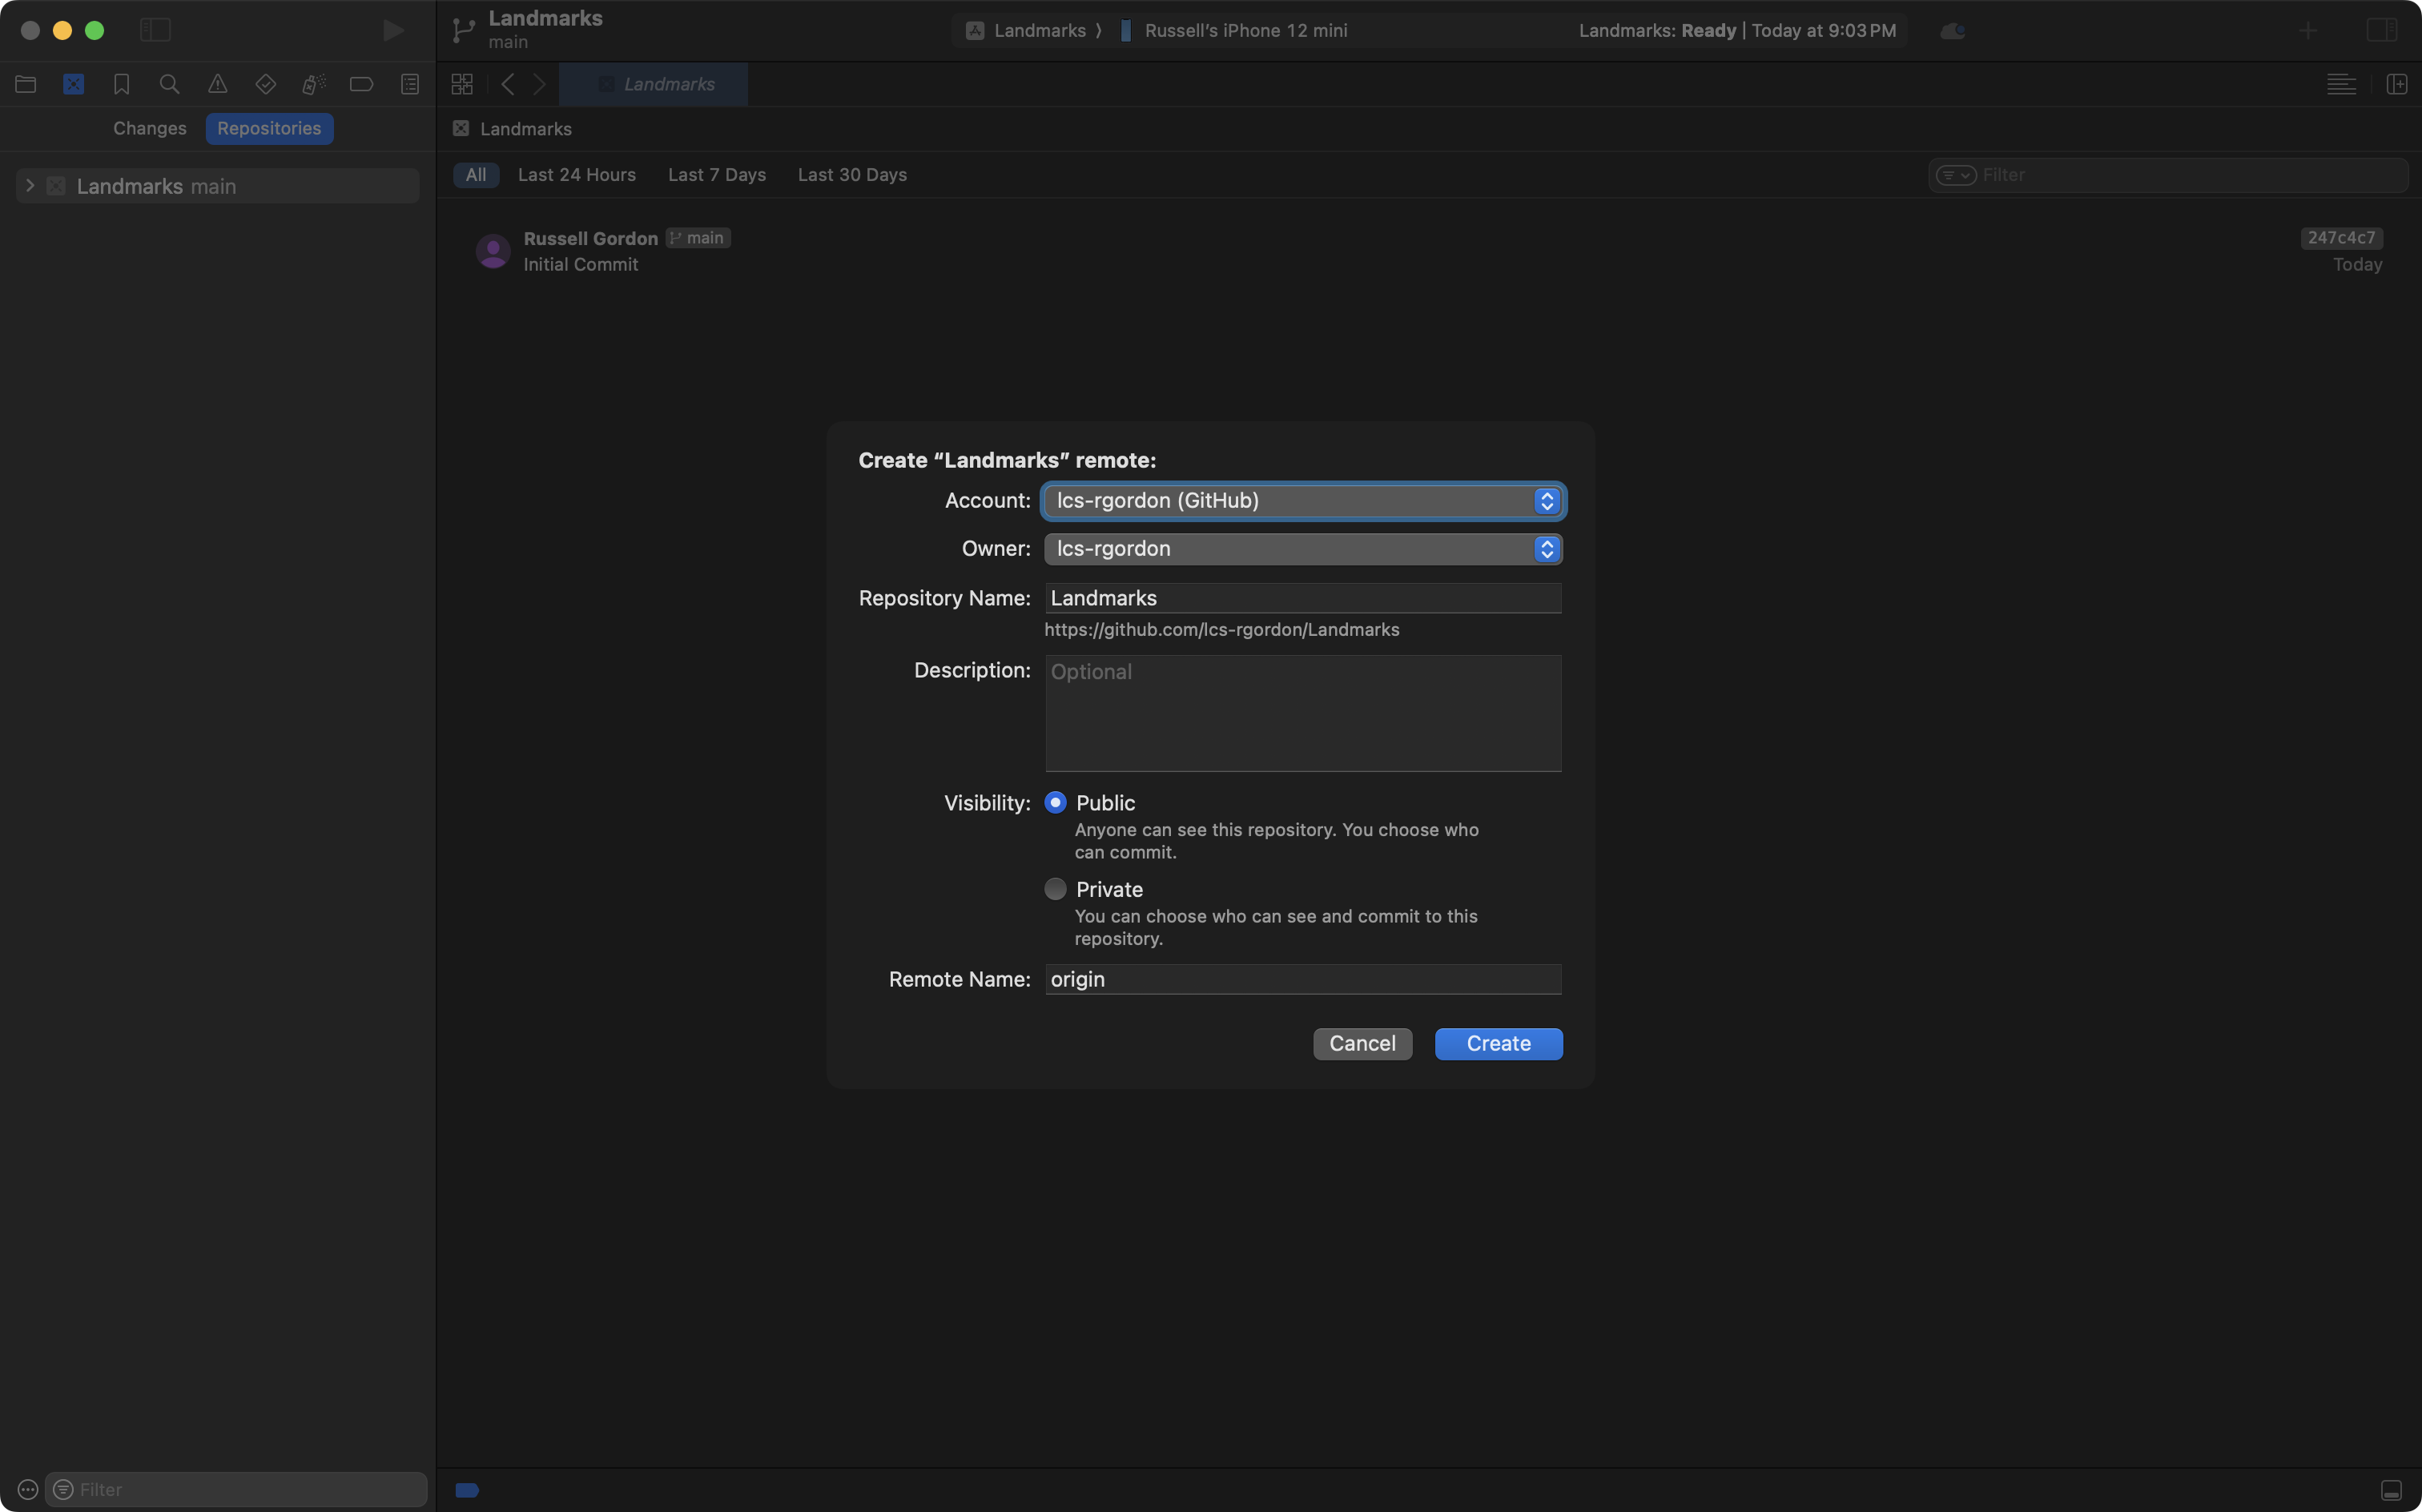 Landmarks
main
Landmarks ⟩ Russell’s iPhone 12 mini
Landmarks: Ready | Today at 9:03 PM
Landmarks
Changes Repositories
Landmarks main
Landmarks
All Last 24 Hours Last 7 Days Last 30 Days
Filter
Russell Gordon main
Initial Commit
247c4c7
Today
Create “Landmarks” remote:
Account: lcs-rgordon (GitHub)
Owner: lcs-rgordon
Repository Name: Landmarks
https://github.com/lcs-rgordon/Landmarks
Description: Optional
Visibility: Public
Anyone can see this repository. You choose who
can commit.
Private
You can choose who can see and commit to this
repository.
Remote Name: origin
Cancel Create
Filter